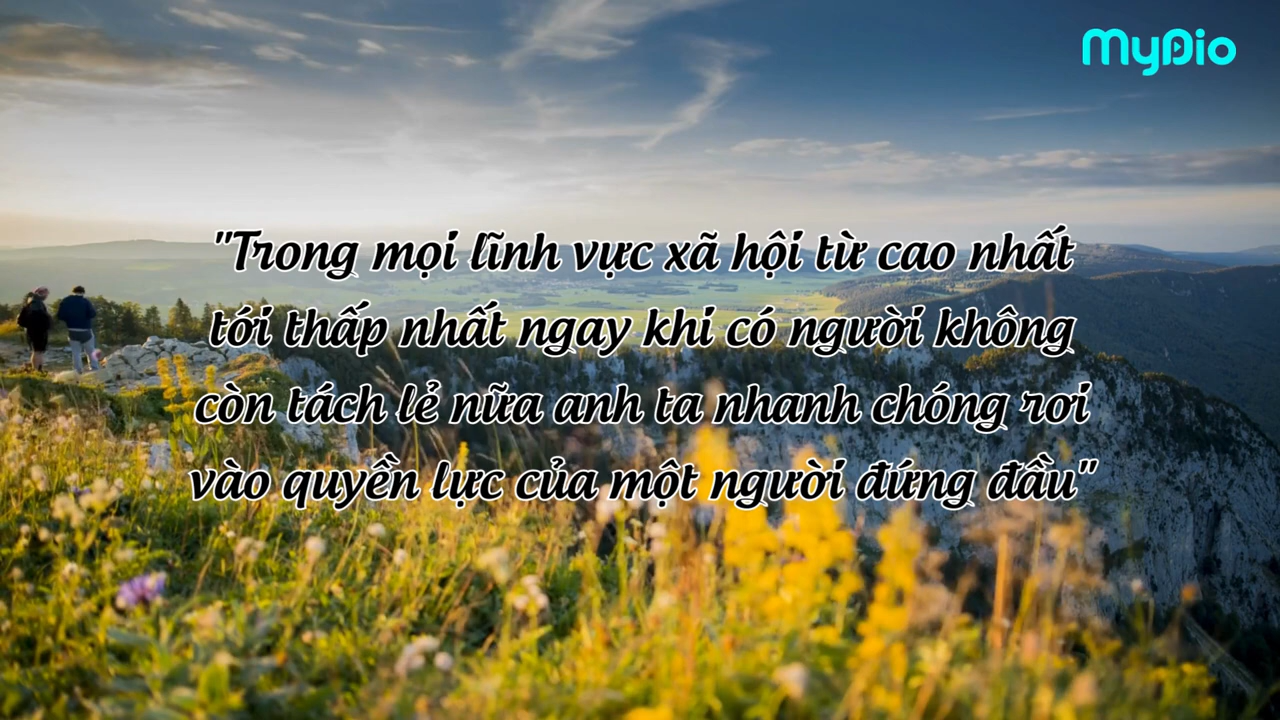 MyDio
"Trong mọi lĩnh vực xã hội từ cao nhất
tới thấp nhất ngay khi có người không
còn tách lẻ nữa anh ta nhanh chóng rơi
vào quyền lực của một người đứng đầu"